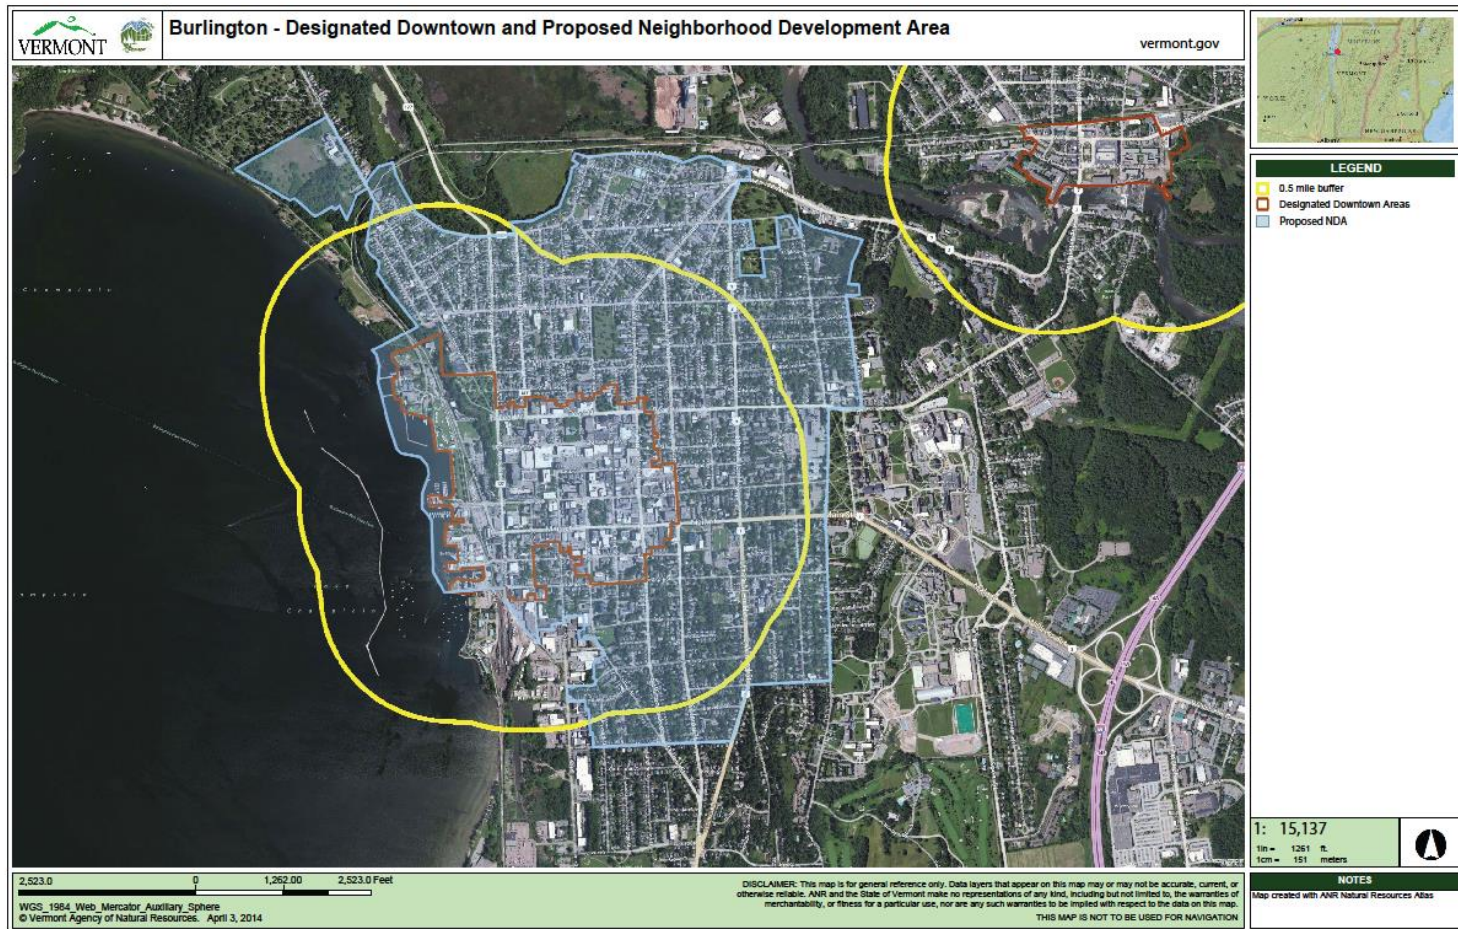 VERMONT
Burlington - Designated Downtown and Proposed Neighborhood Development Area
vermont.gov
LEGEND
0.5 mile buffer
Designated Downtown Areas
Proposed NDA
1: 15,137
1in = 1261 ft.
1cm = 151 meters
NOTES
Map created with ANR Natural Resources Atlas
2,523.0 0 1,262.00 2,523.0 Feet
WGS_1984_Web_Mercator_Auxiliary_Sphere
© Vermont Agency of Natural Resources. April 3, 2014
DISCLAIMER: This map is for general reference only. Data layers that appear on this map may or may not be accurate, current, or
otherwise reliable. ANR and the State of Vermont make no representations of any kind, including but not limited to, the warranties of
merchantability, or fitness for a particular use, nor are any such warranties to be implied with respect to the data on this map.
THIS MAP IS NOT TO BE USED FOR NAVIGATION